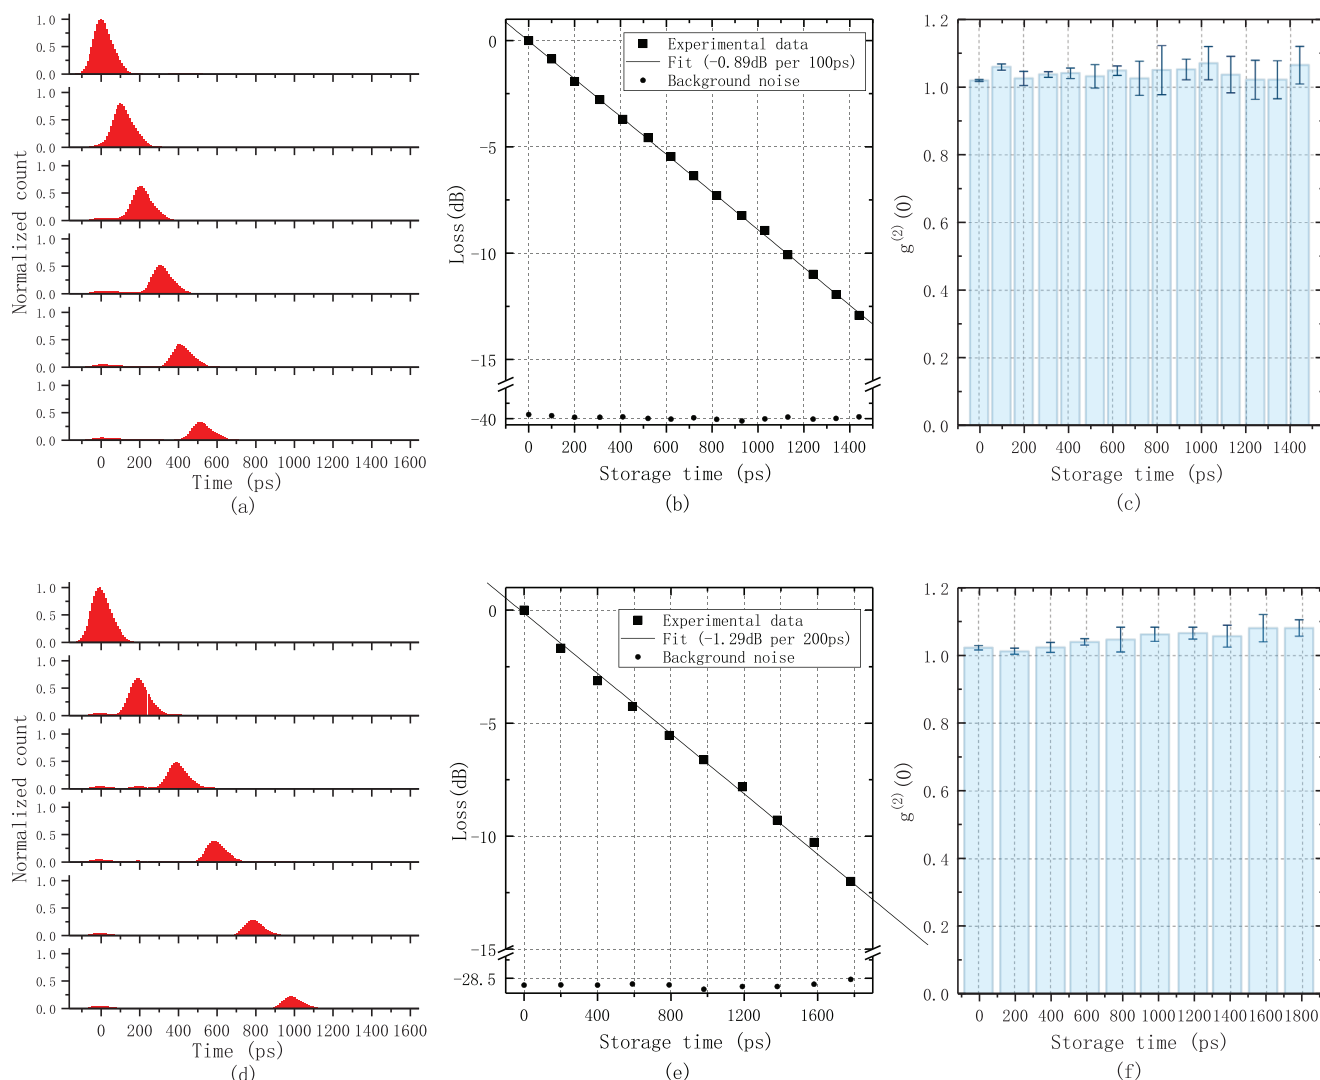 Normalized count
1.0
0.5
0.0
1.0
0.5
0.0
1.0
0.5
0.0
1.0
0.5
0.0
1.0
0.5
0.0
1.0
0.5
0.0
0 200 400 600 800 1000 1200 1400 1600
Time (ps)
(a)
Loss(dB)
0
-5
-10
-15
-40
Experimental data
Fit (-0.89dB per 100ps)
Background noise
0 200 400 600 800 1000 1200 1400
Storage time (ps)
(b)
g(2)(0)
1.2
1.0
0.8
0.6
0.4
0.2
0.0
0 200 400 600 800 1000 1200 1400
Storage time (ps)
(c)
Normalized count
1.0
0.5
0.0
1.0
0.5
0.0
1.0
0.5
0.0
1.0
0.5
0.0
1.0
0.5
0.0
1.0
0.5
0.0
0 200 400 600 800 1000 1200 1400 1600
Time (ps)
(d)
Loss(dB)
0
-5
-10
-15
-28.5
Experimental data
Fit (-1.29dB per 200ps)
Background noise
0 400 800 1200 1600
Storage time (ps)
(e)
g(2)(0)
1.2
1.0
0.8
0.6
0.4
0.2
0.0
0 200 400 600 800 1000 1200 1400 1600 1800
Storage time (ps)
(f)